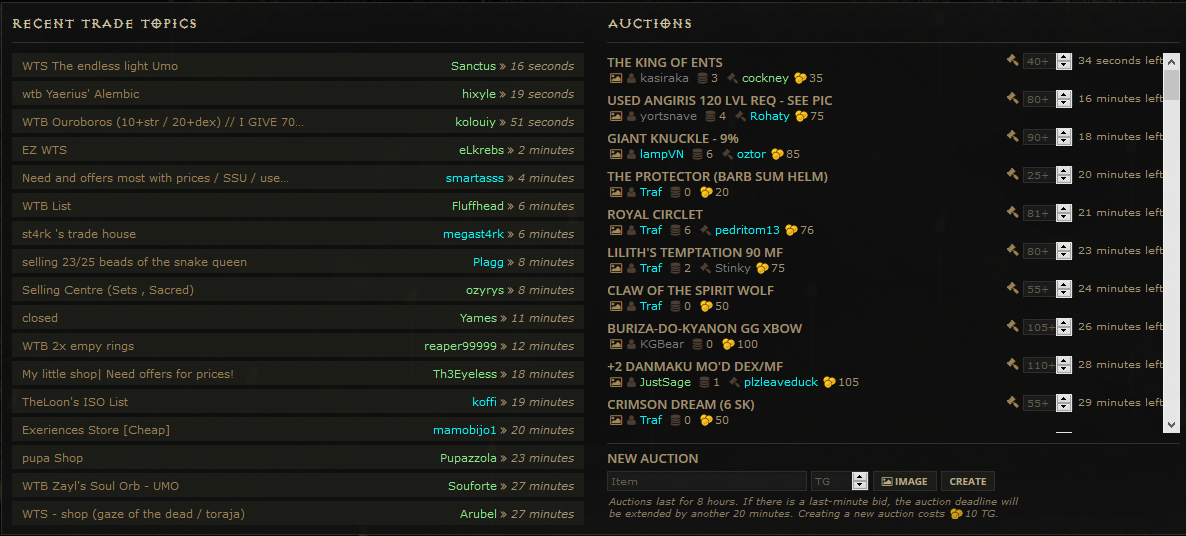 RECENT TRADE TOPICS
WTS The endless light Umo Sanctus » 16 seconds
wtb Yaerius' Alembic hixyle » 19 seconds
WTB Ouroboros (10+str / 20+dex) // I GIVE 70... kolouiy » 51 seconds
EZ WTS eLkrebs » 2 minutes
Need and offers most with prices / SSU / use... smartasss » 4 minutes
WTB List Fluffhead » 6 minutes
st4rk 's trade house megast4rk » 6 minutes
selling 23/25 beads of the snake queen Plagg » 8 minutes
Selling Centre (Sets , Sacred) ozyrys » 8 minutes
closed Yames » 11 minutes
WTB 2x empy rings reaper99999 » 12 minutes
My little shop| Need offers for prices! Th3Eyeless » 18 minutes
TheLoon's ISO List koffi » 19 minutes
Exeriences Store [Cheap] mamobijo1 » 20 minutes
pupa Shop Pupazzola » 23 minutes
WTB Zayl's Soul Orb - UMO Souforte » 27 minutes
WTS - shop (gaze of the dead / toraja) Arubel » 27 minutes
AUCTIONS
THE KING OF ENTS 40+ 34 seconds left
kasiraka 3 cockney 35
USED ANGIRIS 120 LVL REQ - SEE PIC 80+ 16 minutes left
yortsnave 4 Rohaty 75
GIANT KNUCKLE - 9% 90+ 18 minutes left
lampVN 6 oztor 85
THE PROTECTOR (BARB SUM HELM) 25+ 20 minutes left
Traf 0 20
ROYAL CIRCLET 81+ 21 minutes left
Traf 6 pedritom13 76
LILITH'S TEMPTATION 90 MF 80+ 23 minutes left
Traf 2 Stinky 75
CLAW OF THE SPIRIT WOLF 55+ 24 minutes left
Traf 0 50
BURIZA-DO-KYANON GG XBOW 105+ 26 minutes left
KGBear 0 100
+2 DANMAKU MO'D DEX/MF 110+ 28 minutes left
JustSage 1 plzleaveduck 105
CRIMSON DREAM (6 SK) 55+ 29 minutes left
Traf 0 50
NEW AUCTION
Item TG IMAGE CREATE
Auctions last for 8 hours. If there is a last-minute bid, the auction deadline will
be extended by another 20 minutes. Creating a new auction costs 10 TG.